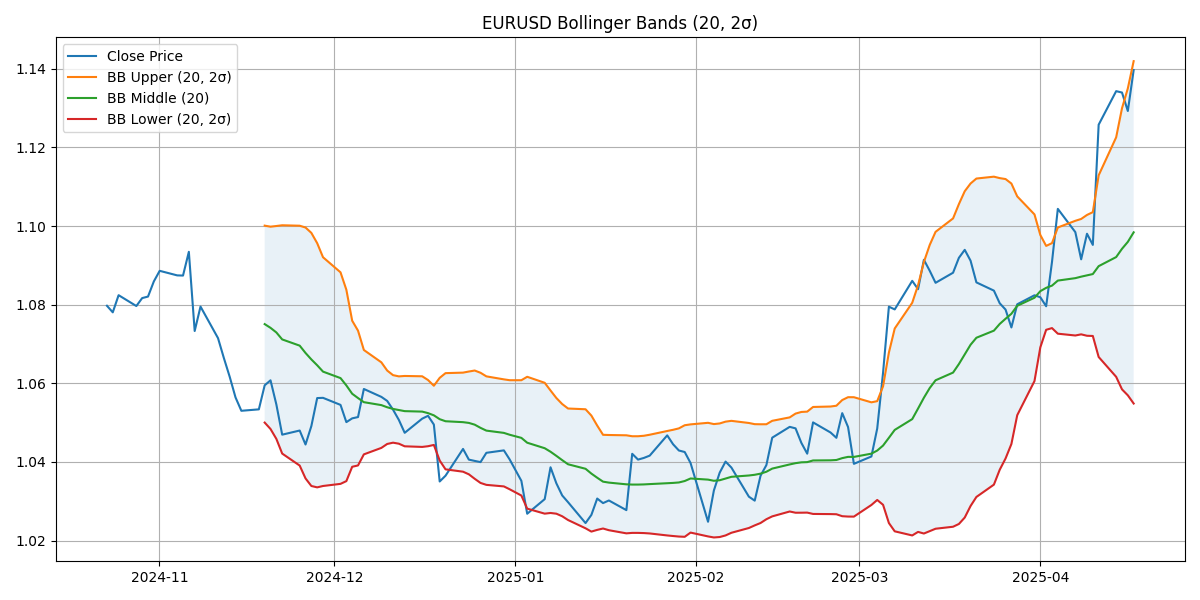 EURUSD Bollinger Bands (20, 2σ)
Close Price
BB Upper (20, 2σ)
BB Middle (20)
BB Lower (20, 2σ)
1.14
1.12
1.10
1.08
1.06
1.04
1.02
2024-11 2024-12 2025-01 2025-02 2025-03 2025-04